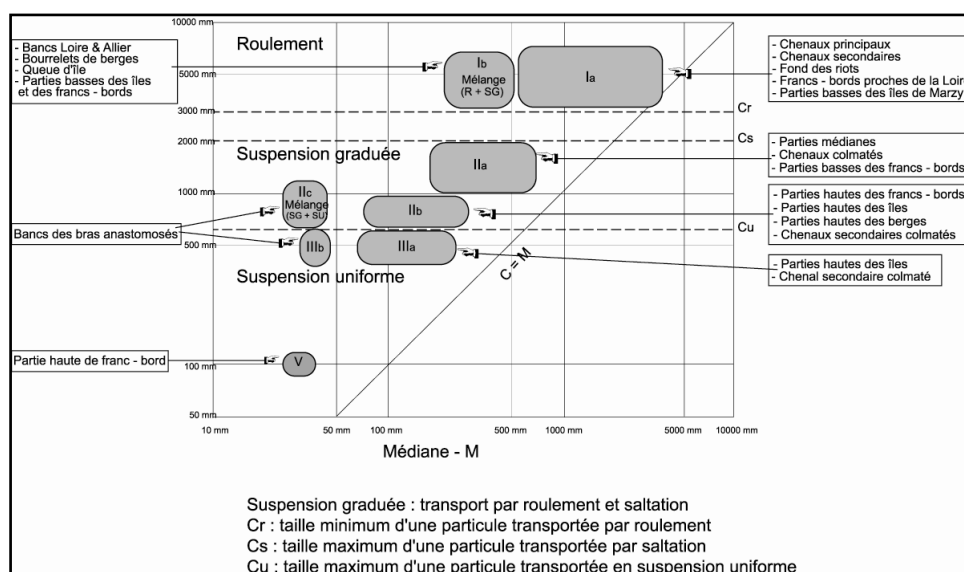 10000 mm
- Bancs Loire & Allier
- Bourrelets de berges
- Queue d'île
- Parties basses des îles
et des francs - bords
Roulement
Ib
Mélange
(R + SG)
Ia
- Chenaux principaux
- Chenaux secondaires
- Fond des riots
- Francs - bords proches de la Loire
- Parties basses des îles de Marzy
5000 mm
3000 mm
Cr
2000 mm
Cs
Suspension graduée
IIa
- Parties médianes
- Chenaux colmatés
- Parties basses des francs - bords
1000 mm
IIc
Mélange
(SG + SU)
IIb
- Parties hautes des francs - bords
- Parties hautes des îles
- Parties hautes des berges
- Chenaux secondaires colmatés
Cu
Bancs des bras anastomosés
500 mm
IIIb
IIIa
Suspension uniforme
C = M
- Parties hautes des îles
- Chenal secondaire colmaté
Partie haute de franc - bord
V
100 mm
50 mm
10 mm
50 mm
100 mm
500 mm
1000 mm
5000 mm
10000 mm
Médiane - M
Suspension graduée : transport par roulement et saltation
Cr : taille minimum d'une particule transportée par roulement
Cs : taille maximum d'une particule transportée par saltation
Cu : taille maximum d'une particule transportée en suspension uniforme